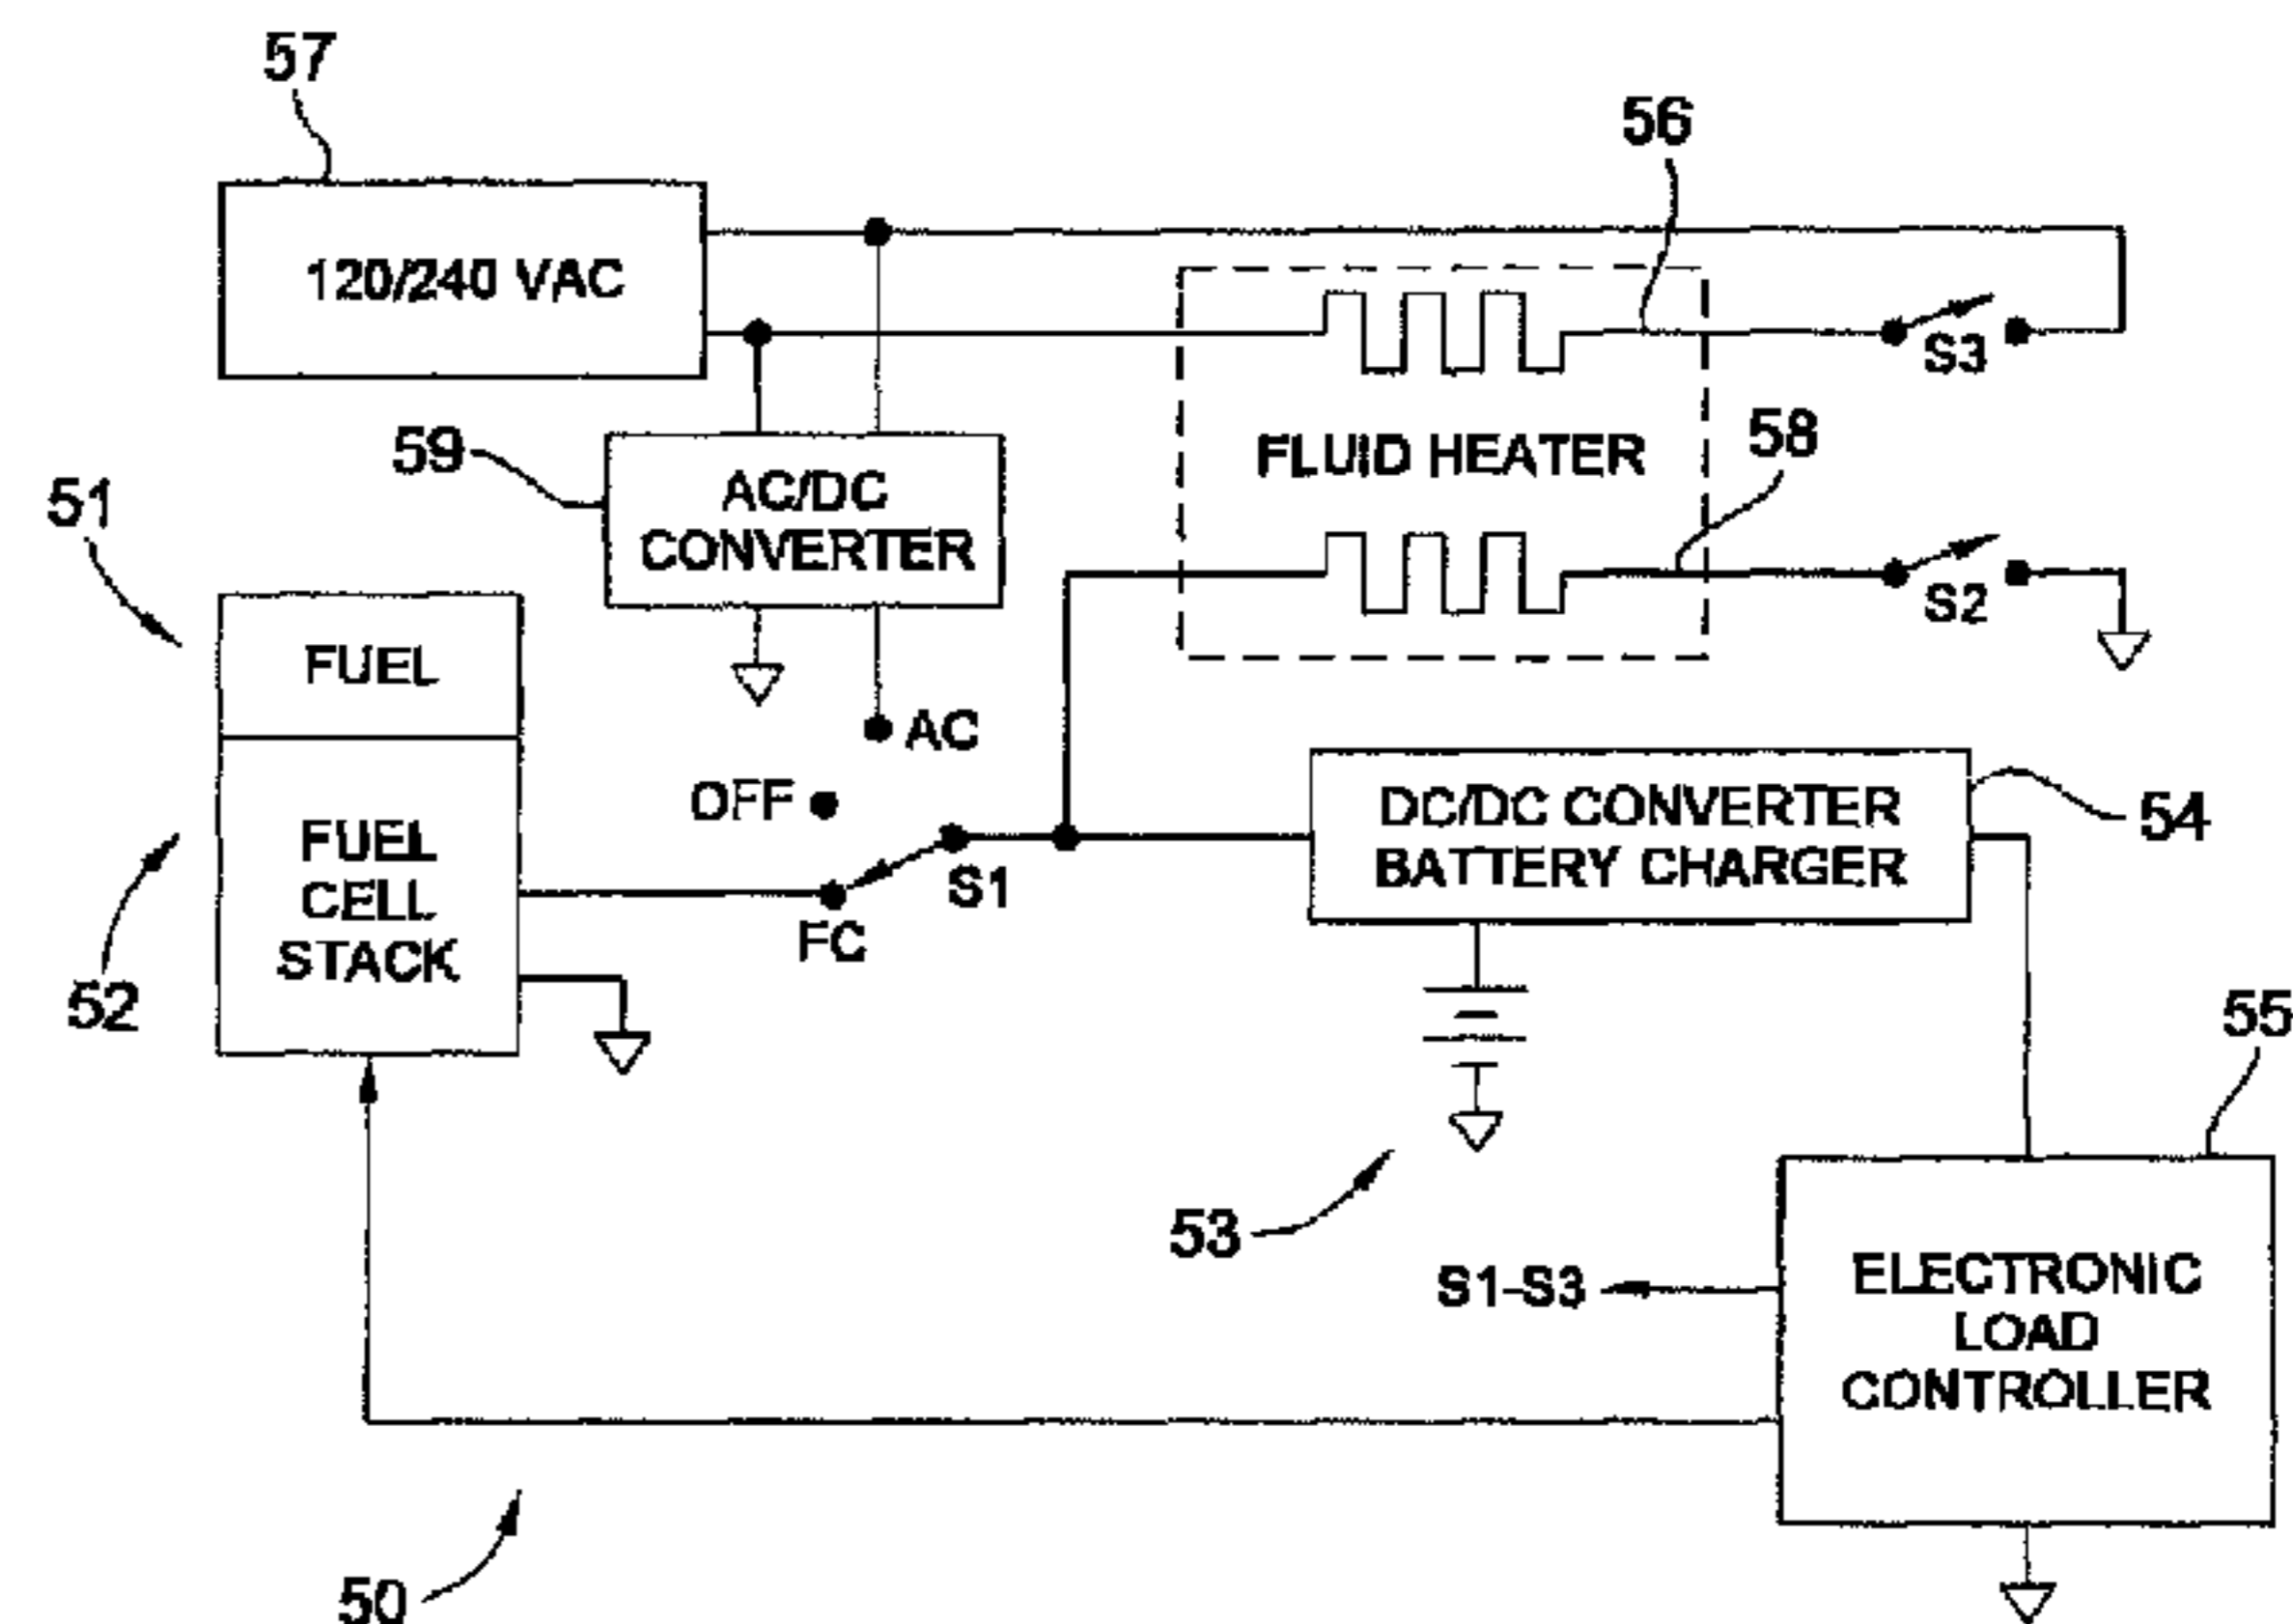 57
56
120/240 VAC
S3
59
FLUID HEATER
58
51
AC/DC
CONVERTER
S2
FUEL
AC
OFF
DC/DC CONVERTER
BATTERY CHARGER
54
FUEL
CELL
STACK
S1
FC
52
55
53
S1-S3
ELECTRONIC
LOAD
CONTROLLER
50